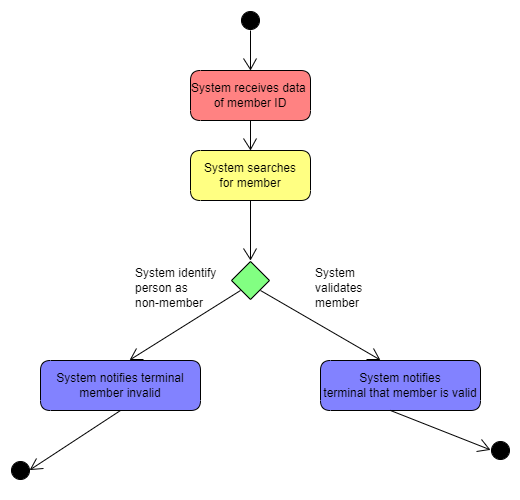 System receives data
of member ID
System searches
for member
System identify
person as
non-member
System
validates
member
System notifies terminal
member invalid
System notifies
terminal that member is valid